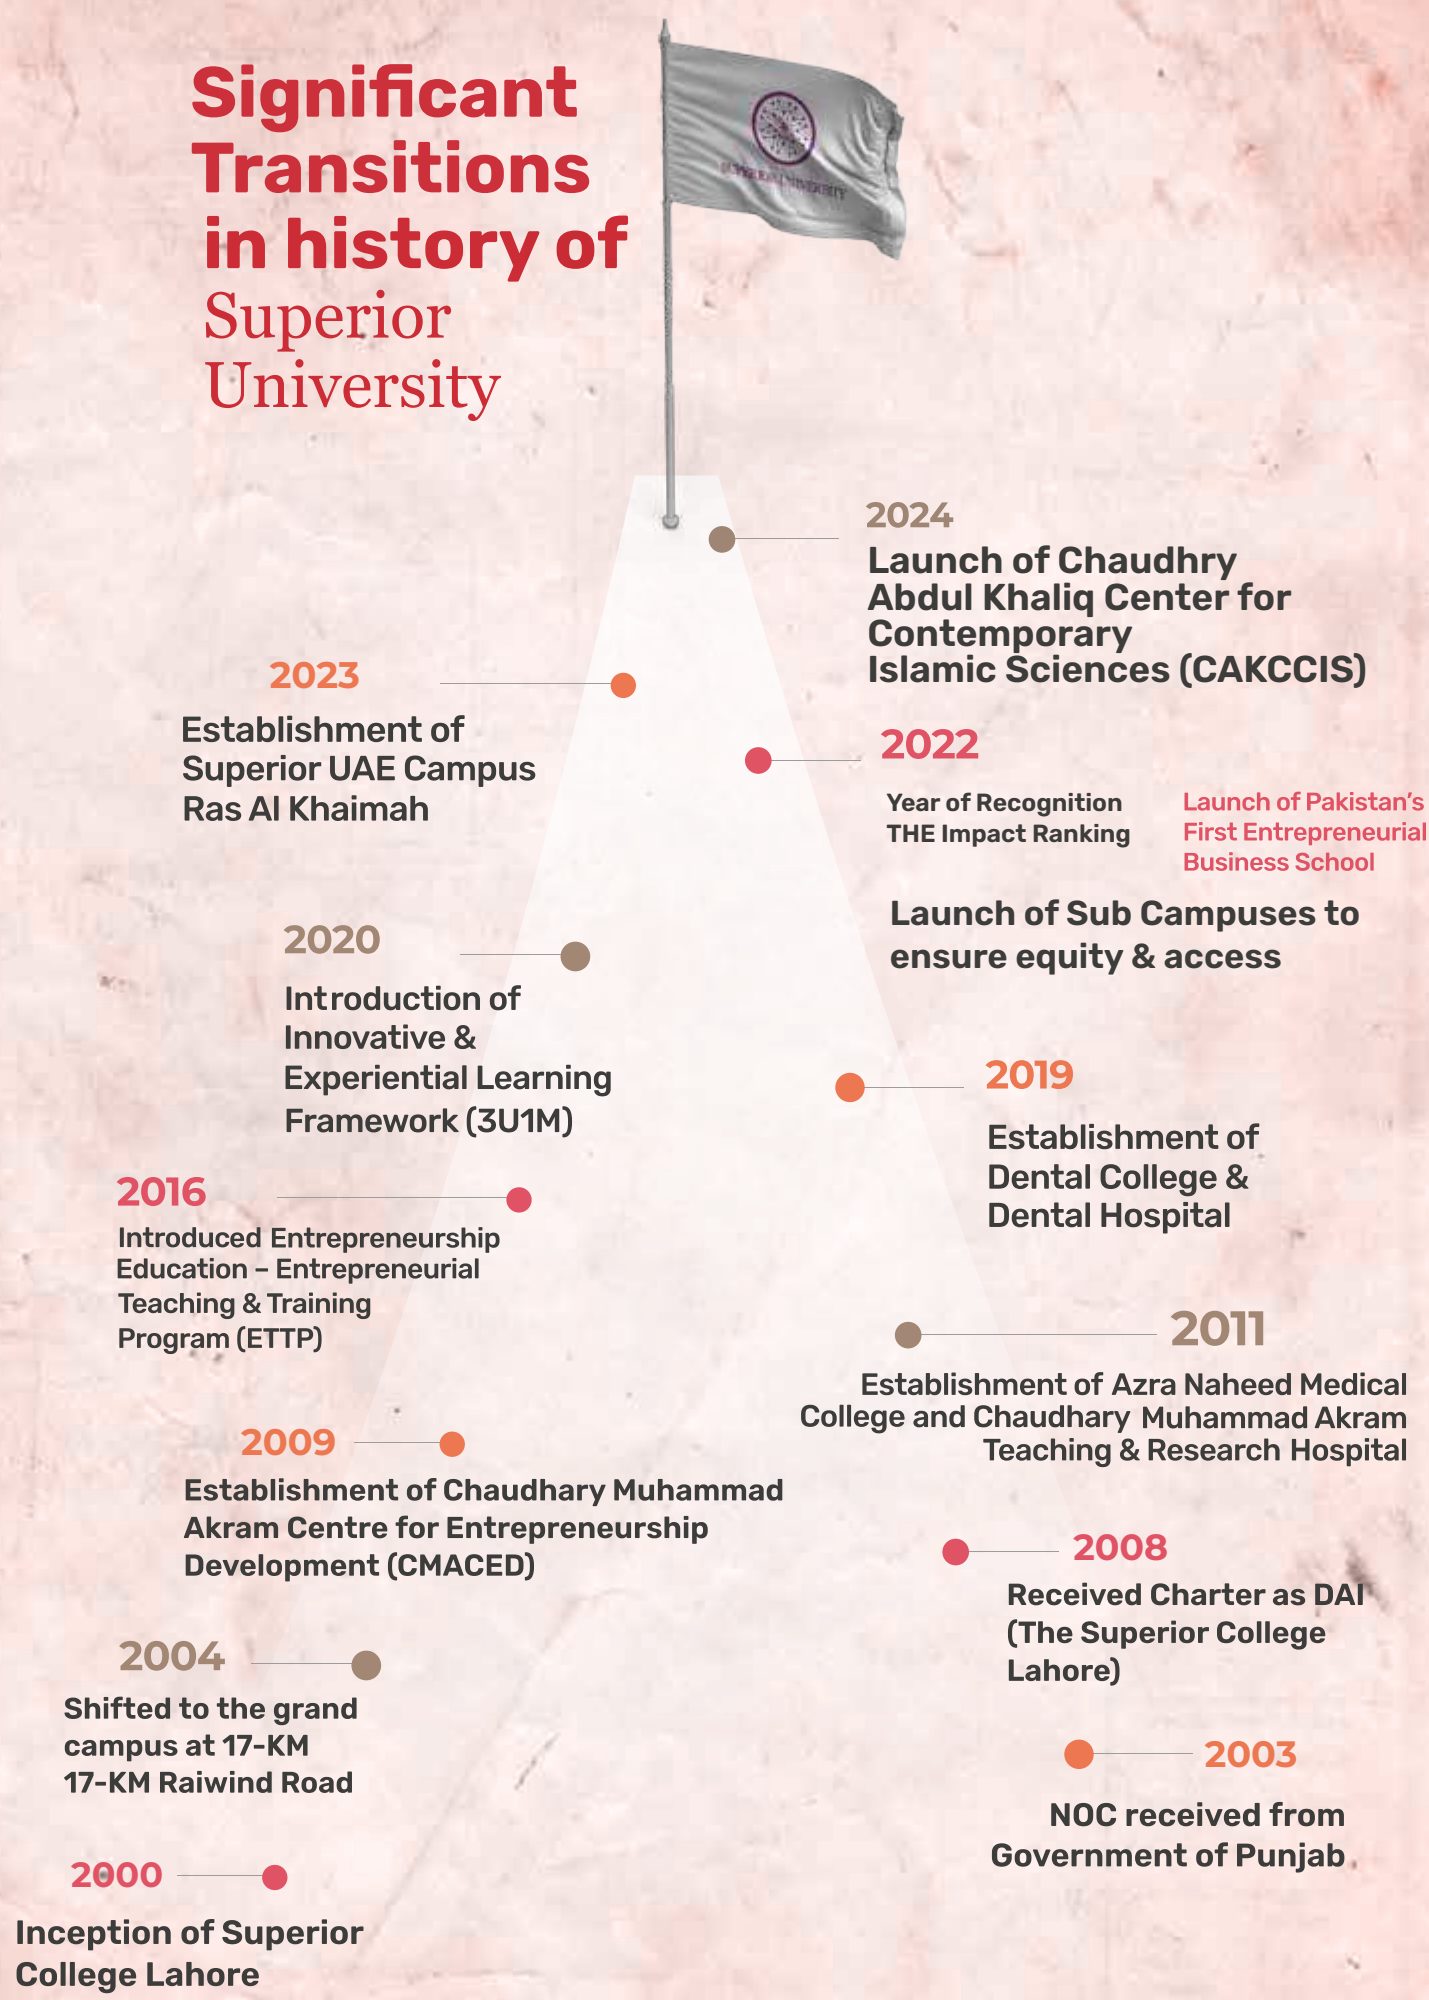 Significant
Transitions
in history of
Superior
University
SUPERIOR UNIVERSITY
2024
Launch of Chaudhry
Abdul Khaliq Center for
Contemporary
Islamic Sciences (CAKCCIS)
2023
Establishment of
Superior UAE Campus
Ras Al Khaimah
2022
Year of Recognition
THE Impact Ranking
Launch of Pakistan's
First Entrepreneurial
Business School
Launch of Sub Campuses to
ensure equity & access
2020
Introduction of
Innovative &
Experiential Learning
Framework (3U1M)
2019
Establishment of
Dental College &
Dental Hospital
2016
Introduced Entrepreneurship
Education – Entrepreneurial
Teaching & Training
Program (ETTP)
2011
Establishment of Azra Naheed Medical
College and Chaudhary Muhammad Akram
Teaching & Research Hospital
2009
Establishment of Chaudhary Muhammad
Akram Centre for Entrepreneurship
Development (CMACED)
2008
Received Charter as DAI
(The Superior College
Lahore)
2004
Shifted to the grand
campus at 17-KM
17-KM Raiwind Road
2003
NOC received from
Government of Punjab
2000
Inception of Superior
College Lahore